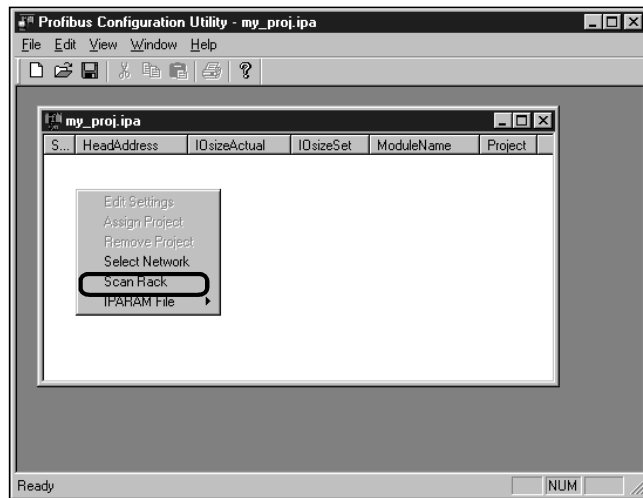 Profibus Configuration Utility - my_proj.ipa
File Edit View Window Help
my_proj.ipa
S... HeadAddress IOsizeActual IOsizeSet ModuleName Project
Edit Settings
Assign Project
Remove Project
Select Network
Scan Rack
IPARAM File
Ready NUM